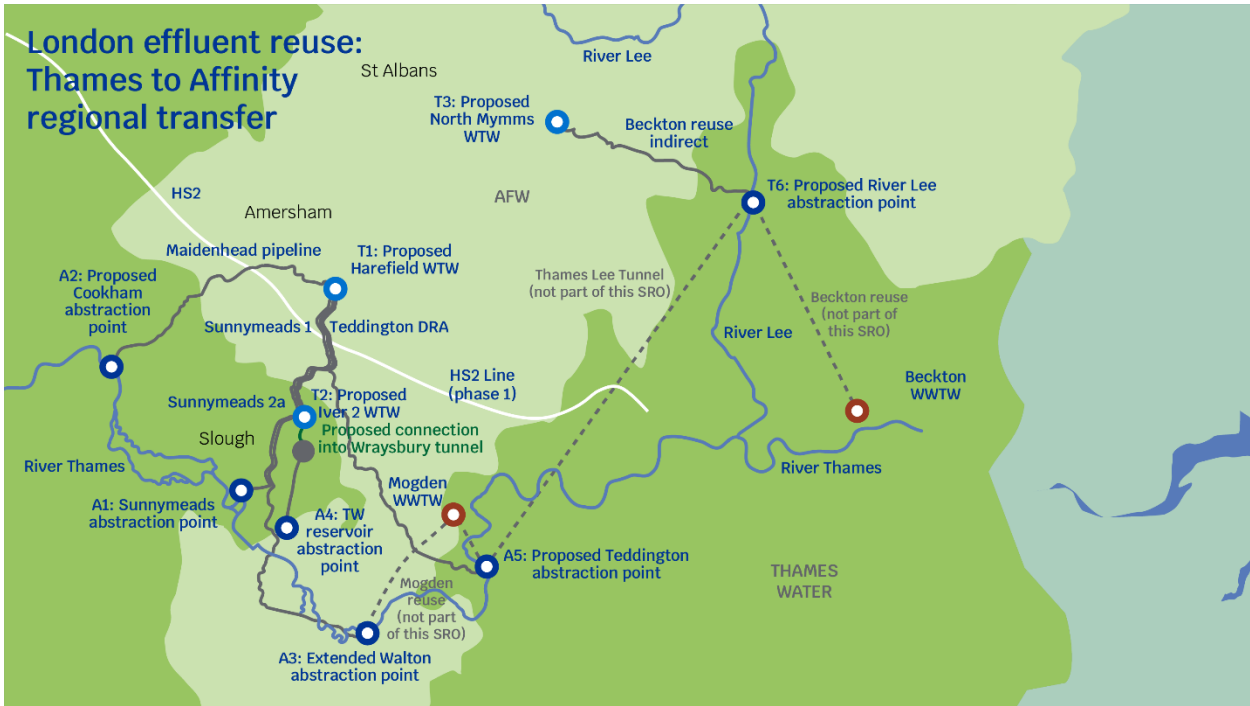 London effluent reuse:
Thames to Affinity
regional transfer
St Albans
River Lee
T3: Proposed
North Mymms
WTW
Beckton reuse
indirect
HS2
AFW
T6: Proposed River Lee
abstraction point
Amersham
Maidenhead pipeline
T1: Proposed
Harefield WTW
A2: Proposed
Cookham
abstraction
point
Thames Lee Tunnel
(not part of this SRO)
Beckton reuse
(not part
of this SRO)
Sunnymeads 1
Teddington DRA
River Lee
HS2 Line
(phase 1)
Beckton
WWTW
Sunnymeads 2a
T2: Proposed
Iver 2 WTW
Proposed connection
into Wraysbury tunnel
Slough
River Thames
River Thames
Mogden
WWTW
A1: Sunnymeads
abstraction point
A4: TW
reservoir
abstraction
point
A5: Proposed Teddington
abstraction point
Mogden
reuse
(not part
of this SRO)
THAMES
WATER
A3: Extended Walton
abstraction point